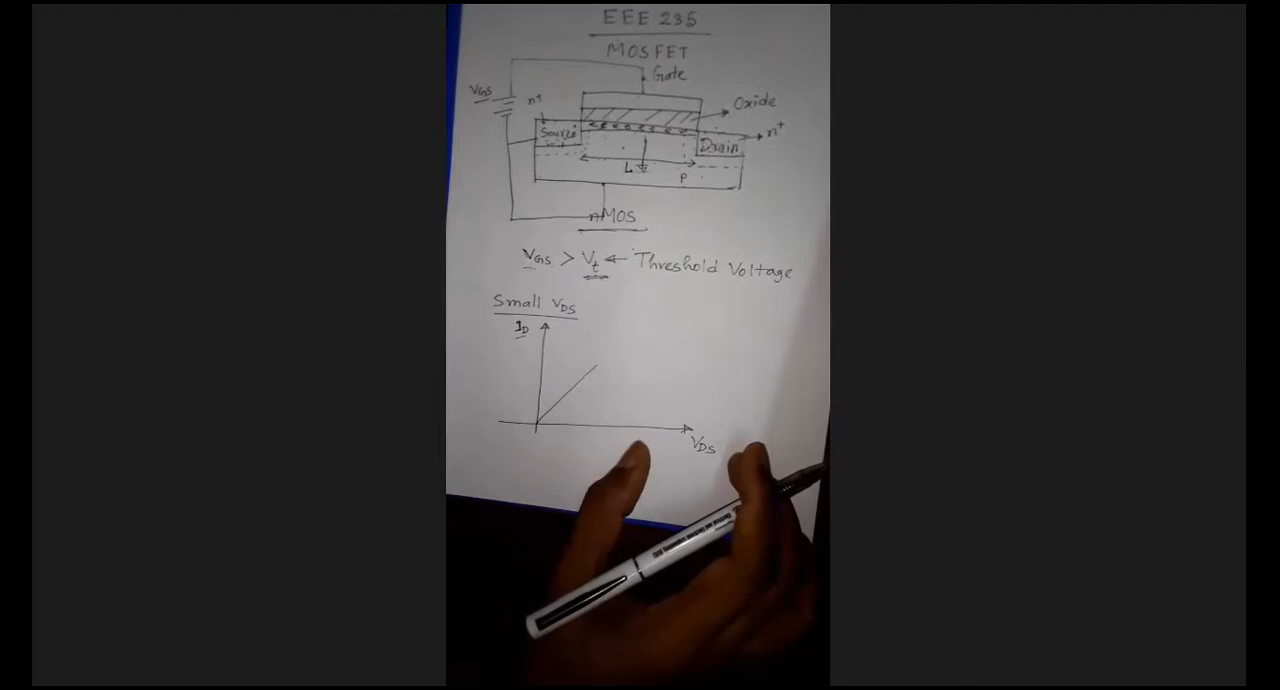 EEE 235
MOSFET
Gate
VGS
n+
Oxide
Source
n+
Drain
L
P
nMOS
VGS > Vt ← Threshold Voltage
Small VDS
ID
VDS